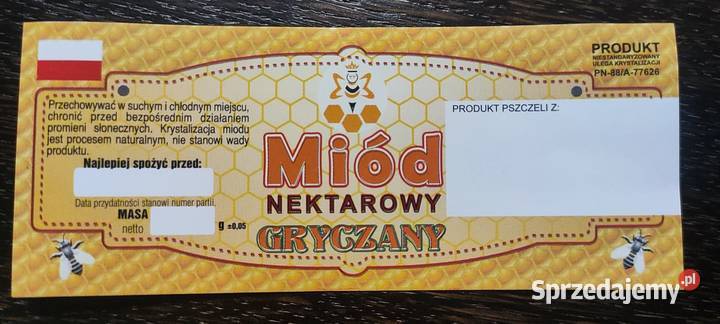 PRODUKT
NIESTANDARYZOWANY
ULEGA KRYSTALIZACJI
PN-88/A-77626
Przechowywać w suchym i chłodnym miejscu,
chronić przed bezpośrednim działaniem
promieni słonecznych. Krystalizacja miodu
jest procesem naturalnym, nie stanowi wady
produktu.
Najlepiej spożyć przed:
Data przydatności stanowi numer partii.
MASA
netto
g ±0,05
Miód
NEKTAROWY
GRYCZANY
PRODUKT PSZCZELI Z:
Sprzedajemy.pl